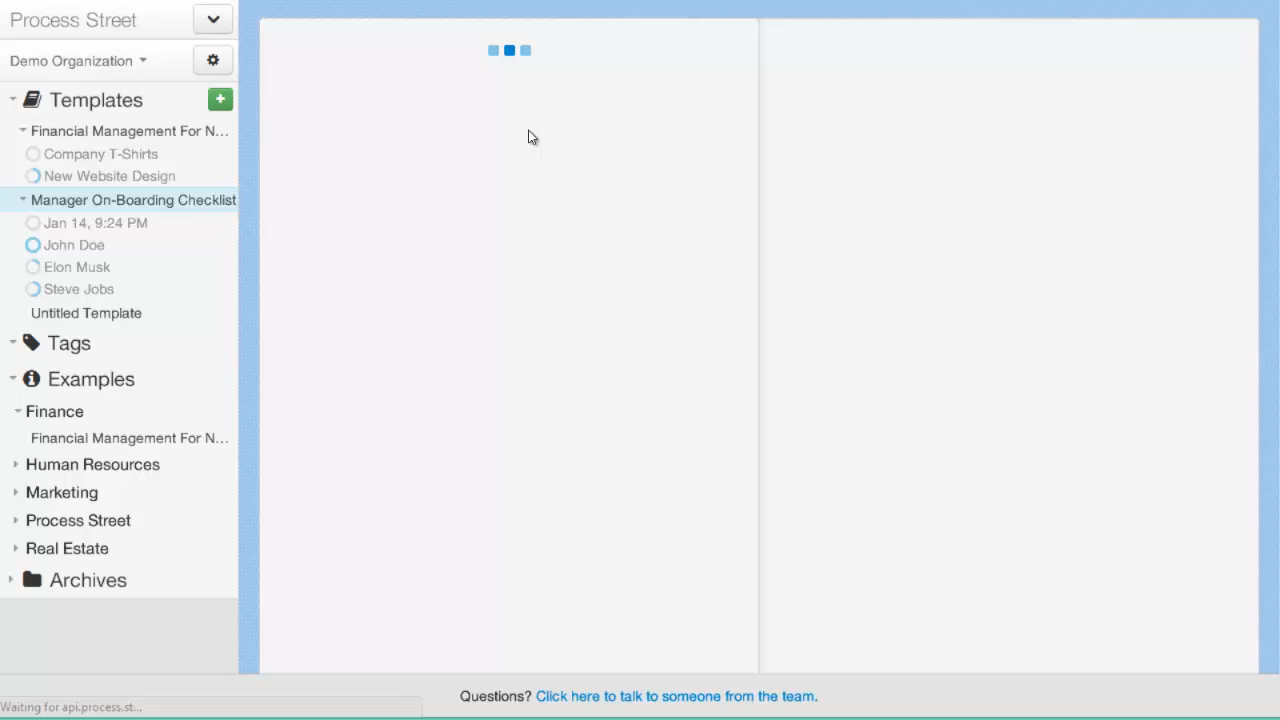 Process Street
Demo Organization
Templates
Financial Management For N...
Company T-Shirts
New Website Design
Manager On-Boarding Checklist
Jan 14, 9:24 PM
John Doe
Elon Musk
Steve Jobs
Untitled Template
Tags
Examples
Finance
Financial Management For N...
Human Resources
Marketing
Process Street
Real Estate
Archives
Questions? Click here to talk to someone from the team.
Waiting for api.process.st...